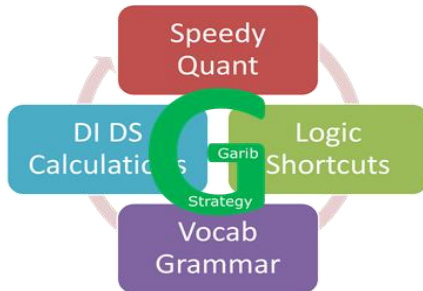 Speedy
Quant
DI DS
Calculations
Logic
Shortcuts
G
Garib
Strategy
Vocab
Grammar